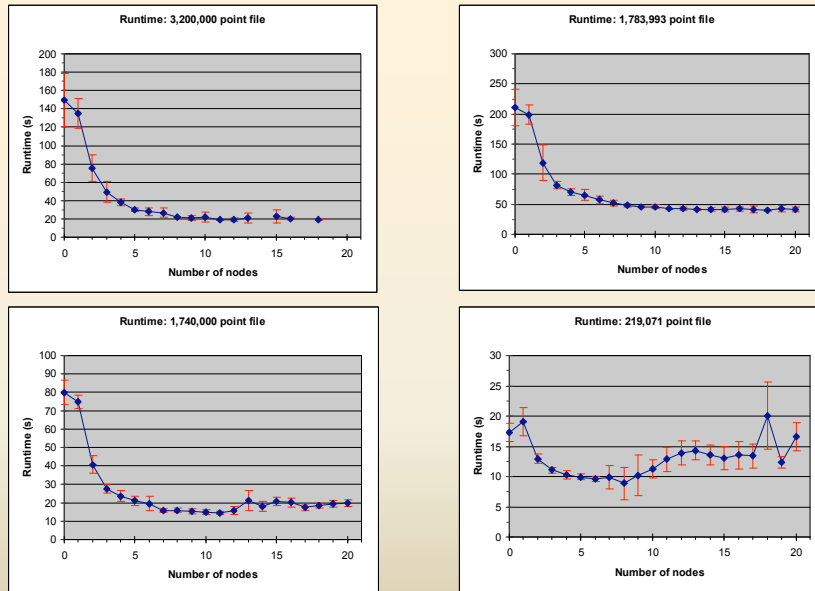 Runtime: 3,200,000 point file
200
180
160
140
120
100
80
60
40
20
0
Runtime (s)
0 5 10 15 20
Number of nodes
Runtime: 1,783,993 point file
300
250
200
150
100
50
0
Runtime (s)
0 5 10 15 20
Number of nodes
Runtime: 1,740,000 point file
100
90
80
70
60
50
40
30
20
10
0
Runtime (s)
0 5 10 15 20
Number of nodes
Runtime: 219,071 point file
30
25
20
15
10
5
0
Runtime (s)
0 5 10 15 20
Number of nodes